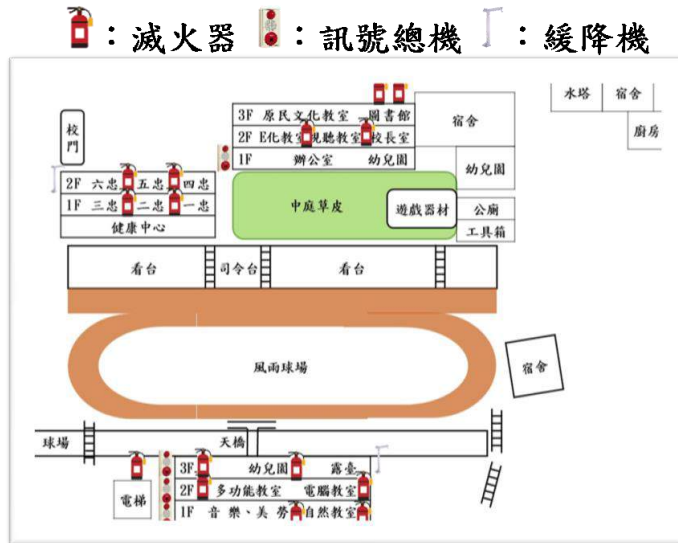 ：滅火器 ：訊號總機 ：緩降機
水塔 宿舍
廚房
校門
3F 原民文化教室 圖書館
2F E化教室 視聽教室 校長室
1F 辦公室 幼兒園
宿舍
幼兒園
2F 六忠 五忠 四忠
1F 三忠 二忠 一忠
健康中心
中庭草皮
遊戲器材
公廁
工具箱
看台 司令台 看台
風雨球場
宿舍
球場
天橋
電梯
3F 幼兒園 露臺
2F 多功能教室 電腦教室
1F 音樂、美勞 自然教室